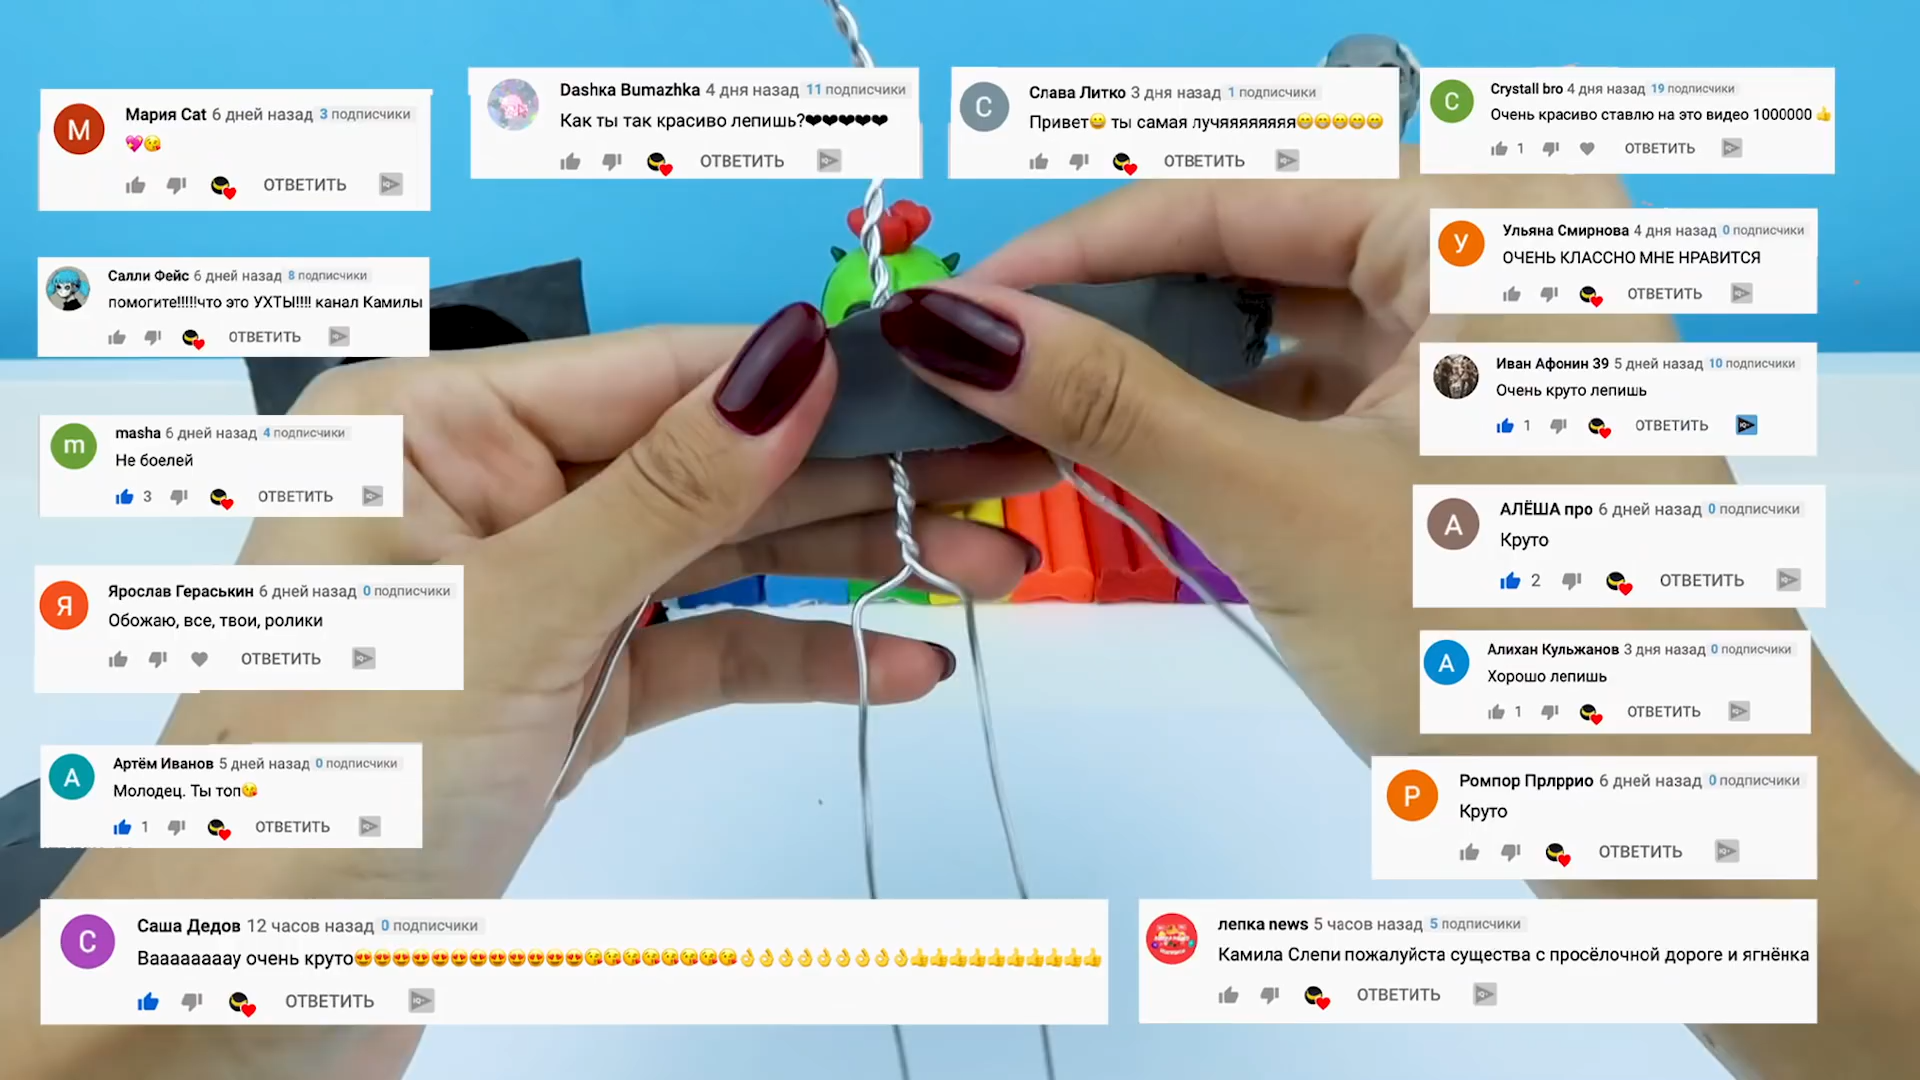 М
Мария Cat 6 дней назад 3 подписчики
💖😘
ОТВЕТИТЬ
Dashka Bumazhka 4 дня назад 11 подписчики
Как ты так красиво лепишь?❤❤❤❤❤
ОТВЕТИТЬ
С
Слава Литко 3 дня назад 1 подписчики
Привет😀 ты самая лучяяяяяяяя😁😁😁😁😁
ОТВЕТИТЬ
C
Crystall bro 4 дня назад 19 подписчики
Очень красиво ставлю на это видео 1000000 👍
1 ОТВЕТИТЬ
Салли Фейс 6 дней назад 8 подписчики
помогите!!!!!что это УХТЫ!!!! канал Камилы
ОТВЕТИТЬ
У
Ульяна Смирнова 4 дня назад 0 подписчики
ОЧЕНЬ КЛАССНО МНЕ НРАВИТСЯ
ОТВЕТИТЬ
Иван Афонин 39 5 дней назад 10 подписчики
Очень круто лепишь
1 ОТВЕТИТЬ
m
masha 6 дней назад 4 подписчики
Не боелей
3 ОТВЕТИТЬ
А
АЛЁША про 6 дней назад 0 подписчики
Круто
2 ОТВЕТИТЬ
Я
Ярослав Гераськин 6 дней назад 0 подписчики
Обожаю, все, твои, ролики
ОТВЕТИТЬ
А
Алихан Кульжанов 3 дня назад 0 подписчики
Хорошо лепишь
1 ОТВЕТИТЬ
А
Артём Иванов 5 дней назад 0 подписчики
Молодец. Ты топ😘
1 ОТВЕТИТЬ
Р
Ромпор Прлррио 6 дней назад 0 подписчики
Круто
ОТВЕТИТЬ
С
Саша Дедов 12 часов назад 0 подписчики
Ваааааааау очень круто😍😍😍😍😍😍😍😍😍😍😍😍😘😘😘😘😘😘😘😘👌👌👌👌👌👌👌👌👌👍👍👍👍👍👍👍👍👍👍
ОТВЕТИТЬ
лепка news 5 часов назад 5 подписчики
Камила Слепи пожалуйста существа с просёлочной дороге и ягнёнка
ОТВЕТИТЬ